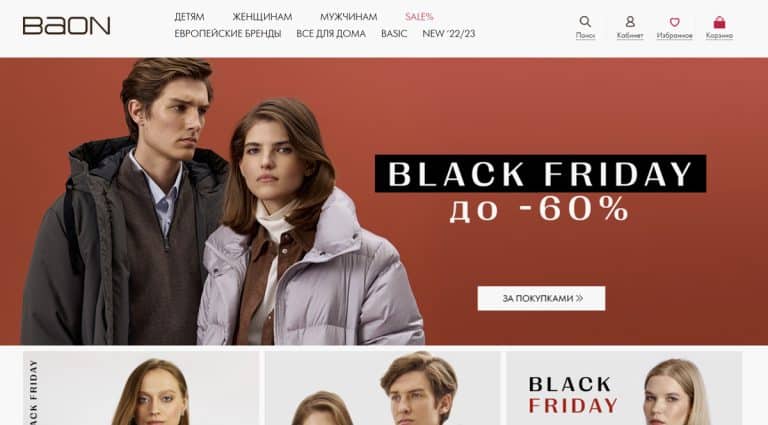 BAON
ДЕТЯМ ЖЕНЩИНАМ МУЖЧИНАМ SALE%
ЕВРОПЕЙСКИЕ БРЕНДЫ ВСЕ ДЛЯ ДОМА BASIC NEW '22/23
Поиск Кабинет Избранное Корзина
BLACK FRIDAY
до -60%
ЗА ПОКУПКАМИ »
BLACK FRIDAY
BLACK
FRIDAY